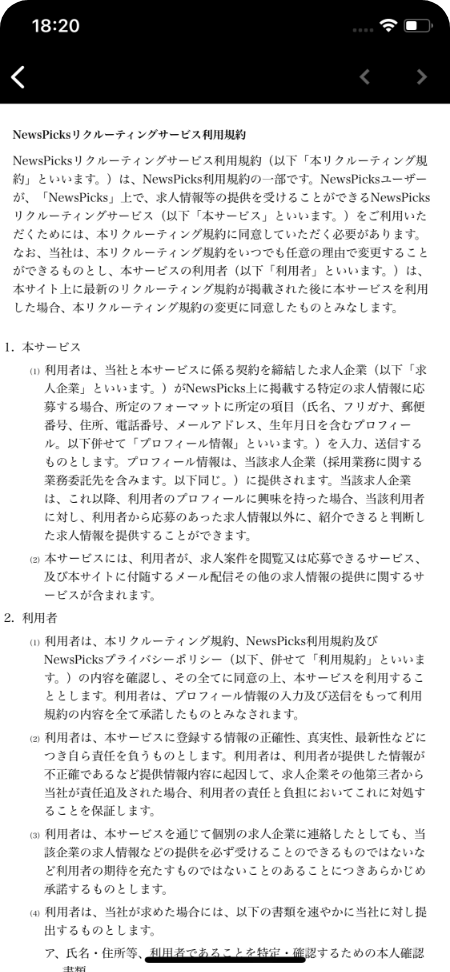 18:20
NewsPicksリクルーティングサービス利用規約
NewsPicksリクルーティングサービス利用規約（以下「本リクルーティング規
約」といいます。）は、NewsPicks利用規約の一部です。NewsPicksユーザー
が、「NewsPicks」上で、求人情報等の提供を受けることができるNewsPicks
リクルーティングサービス（以下「本サービス」といいます。）をご利用いた
だくためには、本リクルーティング規約に同意していただく必要があります。
なお、当社は、本リクルーティング規約をいつでも任意の理由で変更すること
ができるものとし、本サービスの利用者（以下「利用者」といいます。）は、
本サイト上に最新のリクルーティング規約が掲載された後に本サービスを利用
した場合、本リクルーティング規約の変更に同意したものとみなします。
1. 本サービス
(1) 利用者は、当社と本サービスに係る契約を締結した求人企業（以下「求
人企業」といいます。）がNewsPicks上に掲載する特定の求人情報に応
募する場合、所定のフォーマットに所定の項目（氏名、フリガナ、郵便
番号、住所、電話番号、メールアドレス、生年月日を含むプロフィー
ル。以下併せて「プロフィール情報」といいます。）を入力、送信する
ものとします。プロフィール情報は、当該求人企業（採用業務に関する
業務委託先を含みます。以下同じ。）に提供されます。当該求人企業
は、これ以降、利用者のプロフィールに興味を持った場合、当該利用者
に対し、利用者から応募のあった求人情報以外に、紹介できると判断し
た求人情報を提供することができます。
(2) 本サービスには、利用者が、求人案件を閲覧又は応募できるサービス、
及び本サイトに付随するメール配信その他の求人情報の提供に関するサ
ービスが含まれます。
2. 利用者
(1) 利用者は、本リクルーティング規約、NewsPicks利用規約及び
NewsPicksプライバシーポリシー（以下、併せて「利用規約」といいま
す。）の内容を確認し、その全てに同意の上、本サービスを利用するこ
ととします。利用者は、プロフィール情報の入力及び送信をもって利用
規約の内容を全て承諾したものとみなされます。
(2) 利用者は、本サービスに登録する情報の正確性、真実性、最新性などに
つき自ら責任を負うものとします。利用者は、利用者が提供した情報が
不正確であるなど提供情報内容に起因して、求人企業その他第三者から
当社が責任追及された場合、利用者の責任と負担においてこれに対処す
ることを保証します。
(3) 利用者は、本サービスを通じて個別の求人企業に連絡したとしても、当
該企業の求人情報などの提供を必ず受けることのできるものではないな
ど利用者の期待を充たすものではないことのあることにつきあらかじめ
承諾するものとします。
(4) 利用者は、当社が求めた場合には、以下の書類を速やかに当社に対し提
出するものとします。
ア、氏名・住所等、利用者であることを特定・確認するための本人確認
書類